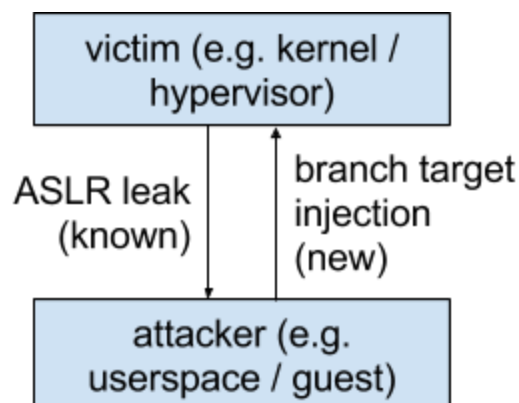 victim (e.g. kernel /
hypervisor)
ASLR leak
(known)
branch target
injection
(new)
attacker (e.g.
userspace / guest)